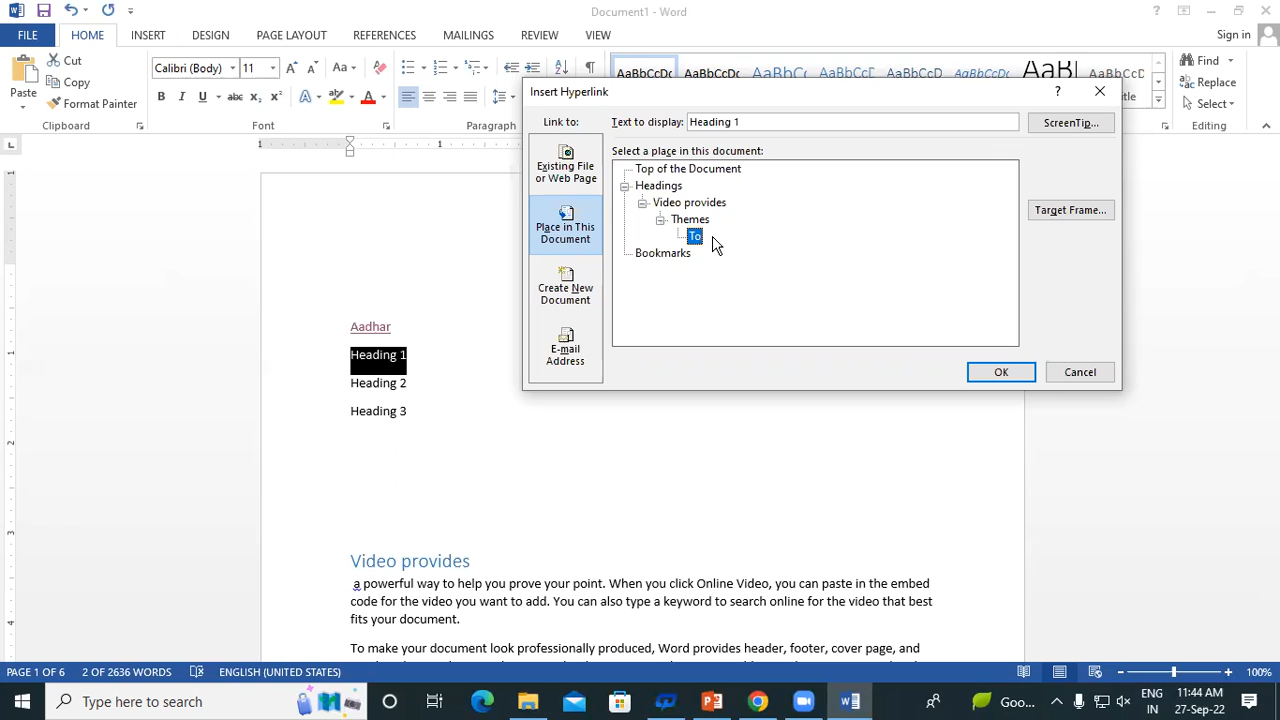 Document1 - Word
?
FILE HOME INSERT DESIGN PAGE LAYOUT REFERENCES MAILINGS REVIEW VIEW Sign in
Paste
Cut
Copy
Format Painter
Clipboard
Calibri (Body) 11 Aa
B I U abc x₂ x² A A
Font
Paragraph
AaBbCcDc AaBbCcDc AaBbCc AaBbCc AaBbCcD AaBbCcD AaBl AaBbCcD
Find
Replace
Select
Editing
Insert Hyperlink ?
Link to:
Text to display: Heading 1
ScreenTip...
Existing File
or Web Page
Place in This
Document
Create New
Document
E-mail
Address
Select a place in this document:
Top of the Document
Headings
Video provides
Themes
To
Bookmarks
Target Frame...
OK Cancel
Aadhar
Heading 1
Heading 2
Heading 3
Video provides
a powerful way to help you prove your point. When you click Online Video, you can paste in the embed
code for the video you want to add. You can also type a keyword to search online for the video that best
fits your document.
To make your document look professionally produced, Word provides header, footer, cover page, and
PAGE 1 OF 6 2 OF 2636 WORDS ENGLISH (UNITED STATES) 100%
Type here to search
Goo...
ENG
IN
11:44 AM
27-Sep-22